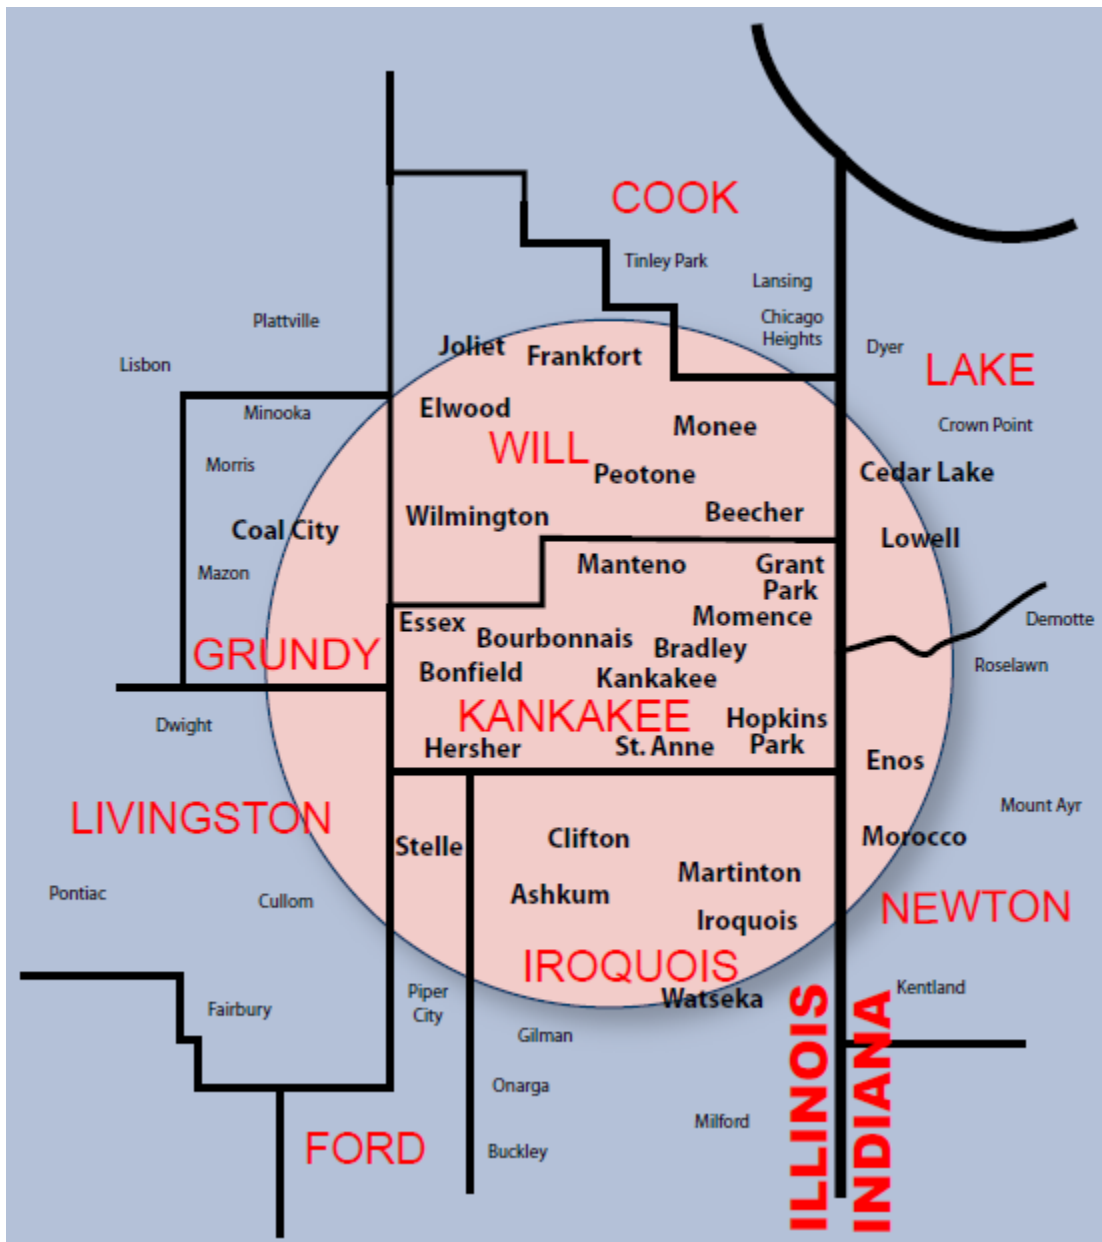 COOK
Tinley Park
Lansing
Chicago
Heights
Plattville
Dyer
Joliet
Frankfort
Lisbon
LAKE
Minooka
Elwood
Monee
Crown Point
WILL
Morris
Peotone
Cedar Lake
Wilmington
Beecher
Coal City
Lowell
Mazon
Manteno
Grant
Park
Essex
Momence
Demotte
Bourbonnais
Bradley
GRUNDY
Bonfield
Kankakee
Roselawn
Dwight
KANKAKEE
Hopkins
Park
Hersher
St. Anne
Enos
LIVINGSTON
Mount Ayr
Stelle
Clifton
Morocco
Martinton
Pontiac
Cullom
Ashkum
Iroquois
NEWTON
IROQUOIS
Watseka
Piper
City
Kentland
Fairbury
Gilman
ILLINOIS
INDIANA
Onarga
Milford
FORD
Buckley